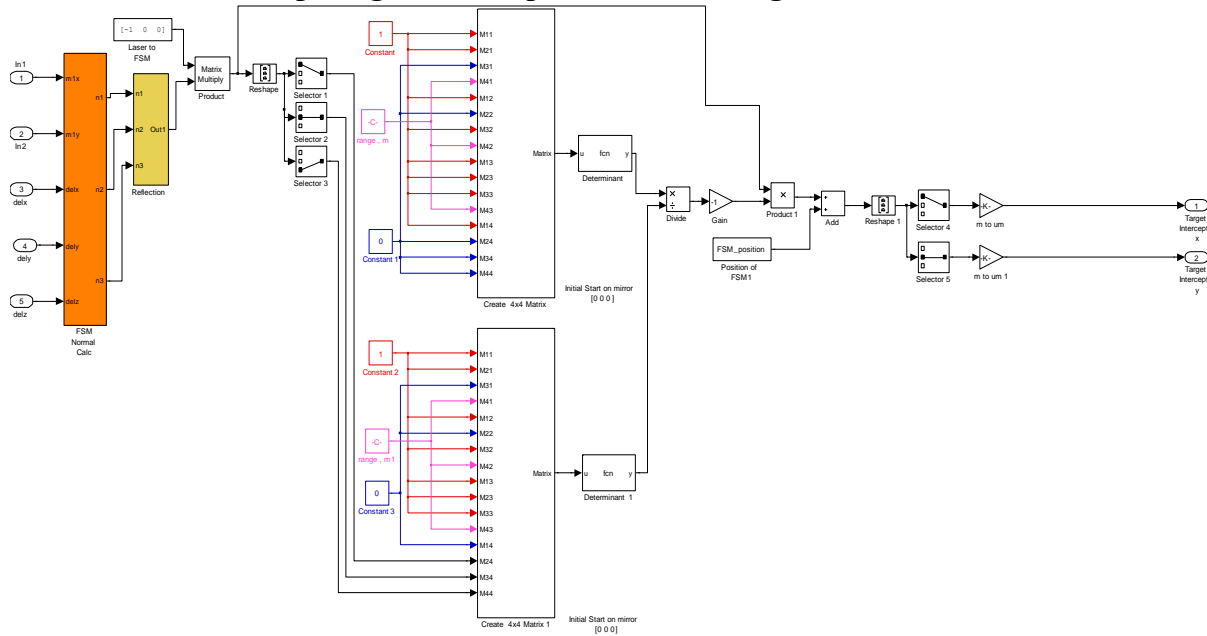 In1
1
2
In2
3
delx
4
dely
5
delz
m1x
m1y
delx
dely
delz
n1
n2
n3
FSM
Normal
Calc
[-1 0 0]
Laser to
FSM
n1
n2
n3
Out1
Reflection
Matrix
Multiply
Product
Reshape
Selector 1
Selector 2
Selector 3
1
Constant
-C-
range , m
0
Constant 1
M11
M21
M31
M41
M12
M22
M32
M42
M13
M23
M33
M43
M14
M24
M34
M44
Matrix
Create 4x4 Matrix
u fcn y
Determinant
Initial Start on mirror
[0 0 0]
1
Constant 2
-C-
range , m1
0
Constant 3
M11
M21
M31
M41
M12
M22
M32
M42
M13
M23
M33
M43
M14
M24
M34
M44
Matrix
Create 4x4 Matrix 1
u fcn y
Determinant 1
Initial Start on mirror
[0 0 0]
×
÷
Divide
-1
Gain
×
Product 1
FSM_position
Position of
FSM1
+
+
Add
Reshape 1
Selector 4
Selector 5
-K-
m to um
-K-
m to um 1
1
Target
Intercept
x
2
Target
Intercept
y